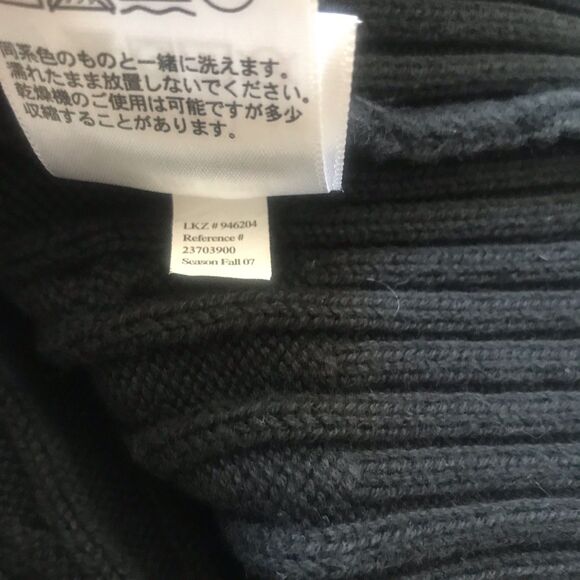 同系色のものと一緒に洗えます。
濡れたまま放置しないでください。
乾燥機のご使用は可能ですが多少
収縮することがあります。
LKZ # 946204
Reference #
23703900
Season Fall 07